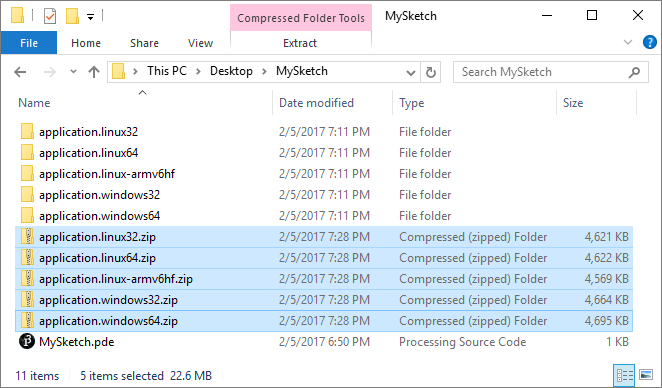 Compressed Folder Tools MySketch
File Home Share View Extract
This PC Desktop MySketch Search MySketch
Name Date modified Type Size
application.linux32 2/5/2017 7:11 PM File folder
application.linux64 2/5/2017 7:11 PM File folder
application.linux-armv6hf 2/5/2017 7:11 PM File folder
application.windows32 2/5/2017 7:11 PM File folder
application.windows64 2/5/2017 7:11 PM File folder
application.linux32.zip 2/5/2017 7:28 PM Compressed (zipped) Folder 4,621 KB
application.linux64.zip 2/5/2017 7:28 PM Compressed (zipped) Folder 4,622 KB
application.linux-armv6hf.zip 2/5/2017 7:28 PM Compressed (zipped) Folder 4,569 KB
application.windows32.zip 2/5/2017 7:28 PM Compressed (zipped) Folder 4,664 KB
application.windows64.zip 2/5/2017 7:28 PM Compressed (zipped) Folder 4,695 KB
MySketch.pde 2/5/2017 6:50 PM Processing Source Code 1 KB
11 items 5 items selected 22.6 MB